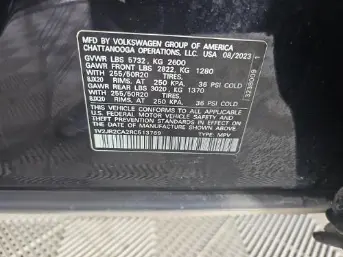 MFD BY VOLKSWAGEN GROUP OF AMERICA
CHATTANOOGA OPERATIONS, LLC. USA 08/2023
GVWR LBS 5732, KG 2600
GAWR FRONT LBS 2822, KG 1280
WITH 255/50R20 TIRES
8JX20 RIMS, AT 250 KPA, 36 PSI COLD
GAWR REAR LBS 3020, KG 1370
WITH 255/50R20 TIRES,
8JX20 RIMS, AT 250 KPA, 36 PSI COLD
THIS VEHICLE CONFORMS TO ALL APPLICABLE
FEDERAL MOTOR VEHICLE SAFETY, BUMPER, AND
THEFT PREVENTION STANDARDS IN EFFECT ON
THE DATE OF MANUFACTURE SHOWN ABOVE.
TYPE: